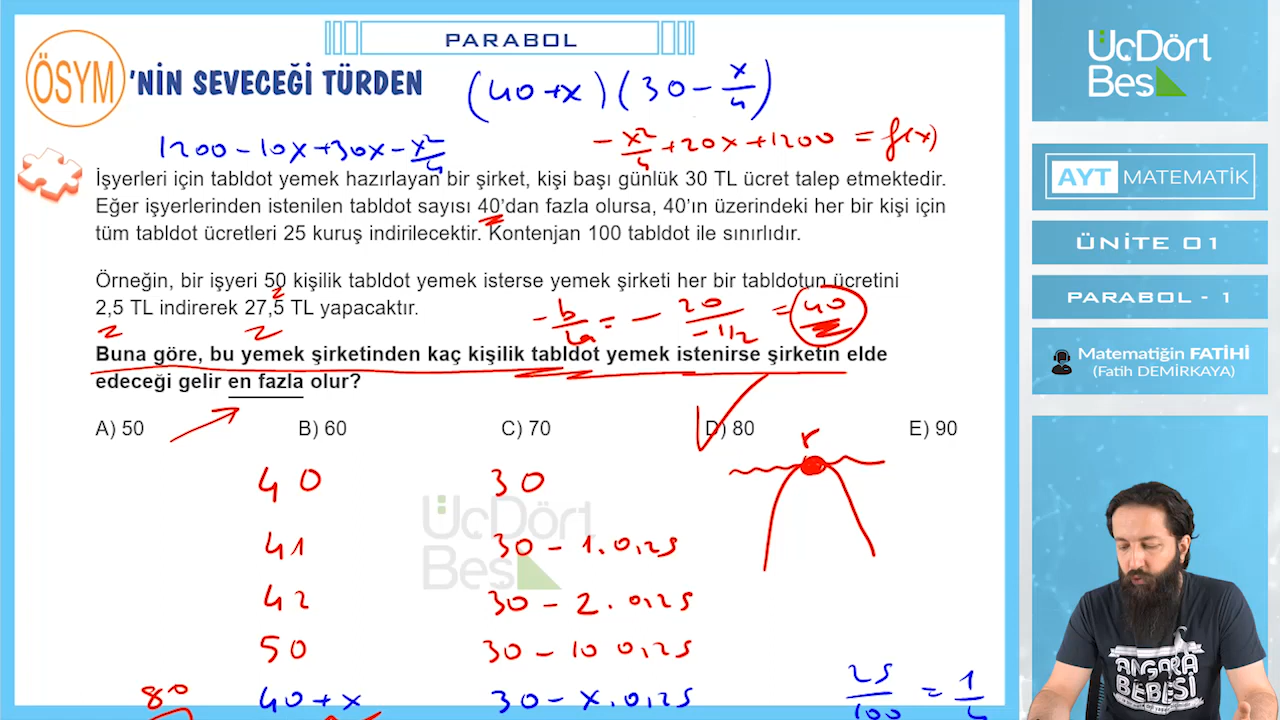 PARABOL
ÖSYM'NİN SEVECEĞİ TÜRDEN
(40+x)(30-x/4)
1200-10x+30x-x²/4
-x²/4+20x+1200=f(x)
İşyerleri için tabldot yemek hazırlayan bir şirket, kişi başı günlük 30 TL ücret talep etmektedir.
Eğer işyerlerinden istenilen tabldot sayısı 40'dan fazla olursa, 40'ın üzerindeki her bir kişi için
tüm tabldot ücretleri 25 kuruş indirilecektir. Kontenjan 100 tabldot ile sınırlıdır.
Örneğin, bir işyeri 50 kişilik tabldot yemek isterse yemek şirketi her bir tabldotun ücretini
2,5 TL indirerek 27,5 TL yapacaktır.
-b/2a=-20/-1/2=40
Buna göre, bu yemek şirketinden kaç kişilik tabldot yemek istenirse şirketin elde
edeceği gelir en fazla olur?
A) 50 B) 60 C) 70 D) 80 E) 90
r
40 30
41 30-1.0,25
42 30-2.0,25
50 30-10 0,25
80 40+x 30-x.0,25
25/100=1/4
ÜçDört
Beş
ÜçDört
Beş
AYT MATEMATİK
ÜNİTE 01
PARABOL - 1
Matematiğin FATİHİ
(Fatih DEMİRKAYA)
ANGARA
BEBESİ